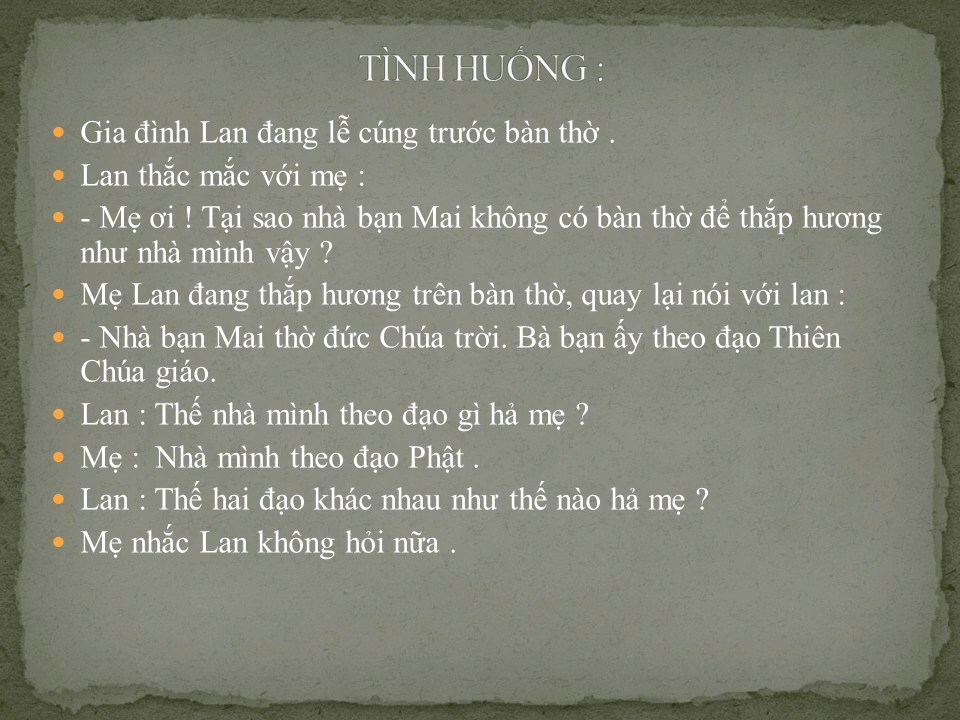 TÌNH HUỐNG :
Gia đình Lan đang lễ cúng trước bàn thờ .
Lan thắc mắc với mẹ :
- Mẹ ơi ! Tại sao nhà bạn Mai không có bàn thờ để thắp hương
như nhà mình vậy ?
Mẹ Lan đang thắp hương trên bàn thờ, quay lại nói với lan :
- Nhà bạn Mai thờ đức Chúa trời. Bà bạn ấy theo đạo Thiên
Chúa giáo.
Lan : Thế nhà mình theo đạo gì hả mẹ ?
Mẹ :  Nhà mình theo đạo Phật .
Lan : Thế hai đạo khác nhau như thế nào hả mẹ ?
Mẹ nhắc Lan không hỏi nữa .